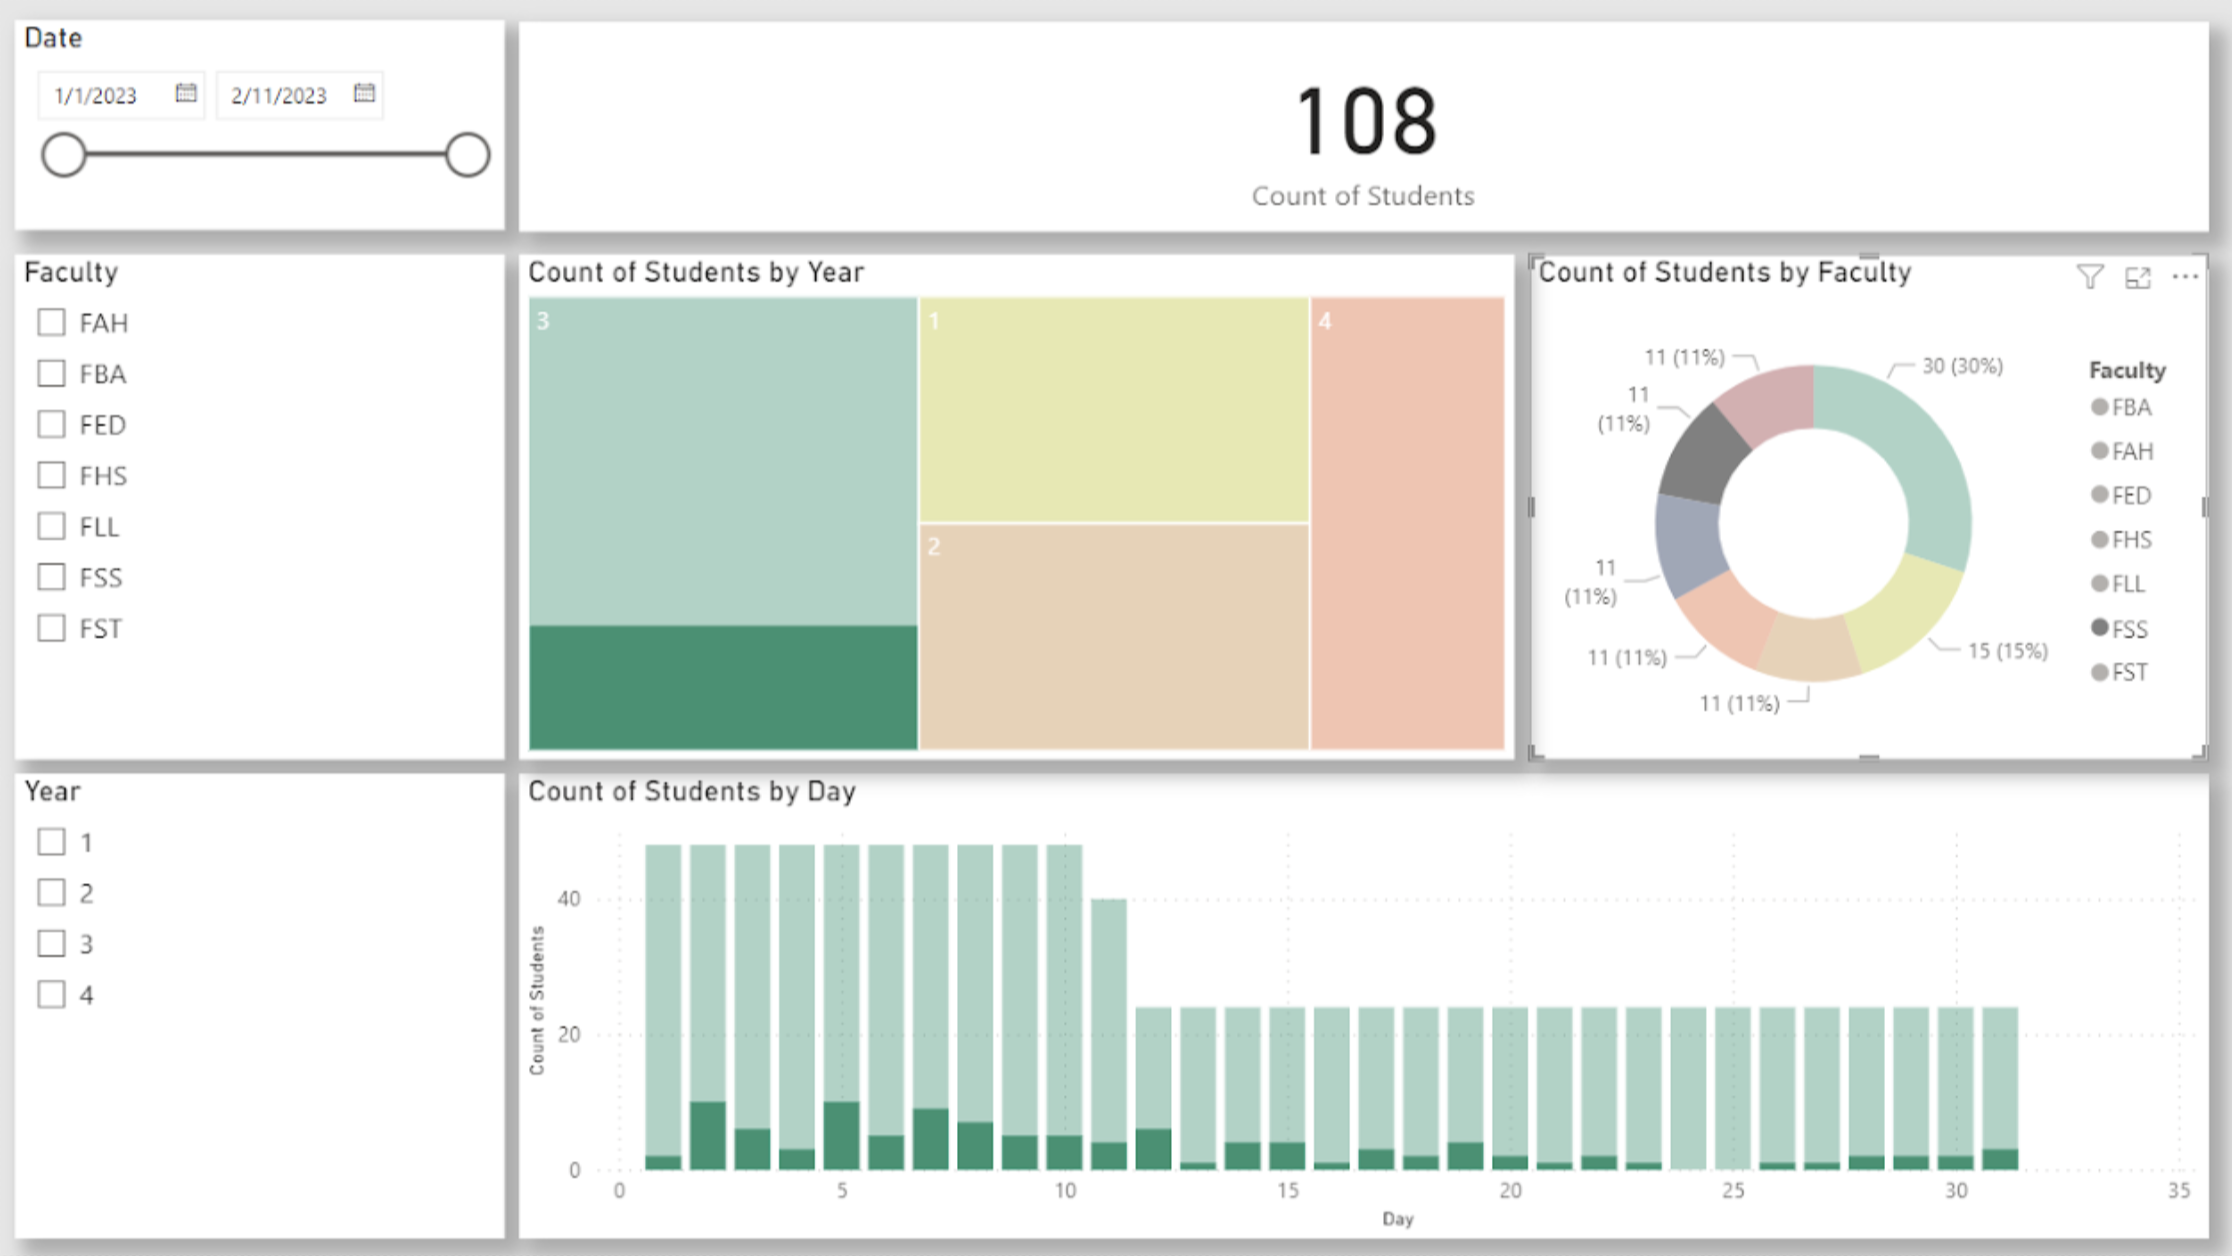 Date
1/1/2023
2/11/2023
108
Count of Students
Faculty
FAH
FBA
FED
FHS
FLL
FSS
FST
Count of Students by Year
3
1
4
2
Count of Students by Faculty
11 (11%)
30 (30%)
11
(11%)
11
(11%)
11 (11%)
15 (15%)
11 (11%)
Faculty
FBA
FAH
FED
FHS
FLL
FSS
FST
Year
1
2
3
4
Count of Students by Day
Count of Students
40
20
0
0
5
10
15
20
25
30
35
Day